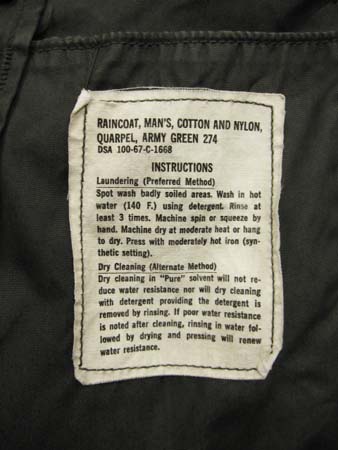 RAINCOAT, MAN'S, COTTON AND NYLON,
QUARPEL, ARMY GREEN 274
DSA 100-67-C-1668
INSTRUCTIONS
Laundering (Preferred Method)
Spot wash badly soiled areas. Wash in hot
water (140 F.) using detergent. Rinse at
least 3 times. Machine spin or squeeze by
hand. Machine dry at moderate heat or hang
to dry. Press with moderately hot iron (syn-
thetic setting).
Dry Cleaning (Alternate Method)
Dry cleaning in "Pure" solvent will not re-
duce water resistance nor will dry cleaning
with detergent providing the detergent is
removed by rinsing. If poor water resistance
is noted after cleaning, rinsing in water fol-
lowed by drying and pressing will renew
water resistance.